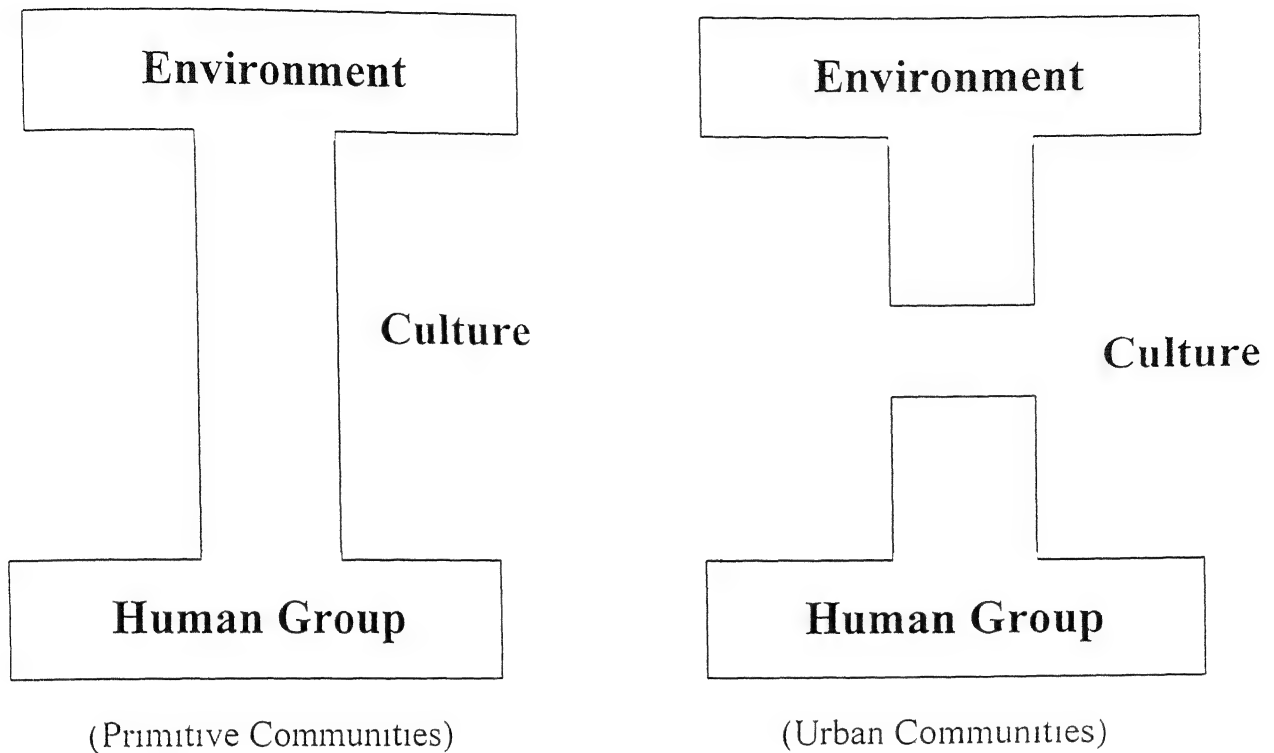 Environment
Culture
Human Group
(Primitive Communities)
Environment
Culture
Human Group
(Urban Communities)